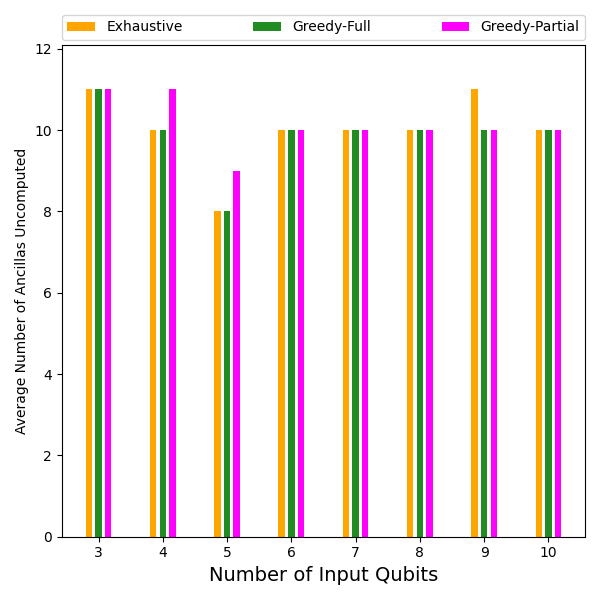 Exhaustive Greedy-Full Greedy-Partial
12
10
8
6
4
2
0
Average Number of Ancillas Uncomputed
3 4 5 6 7 8 9 10
Number of Input Qubits